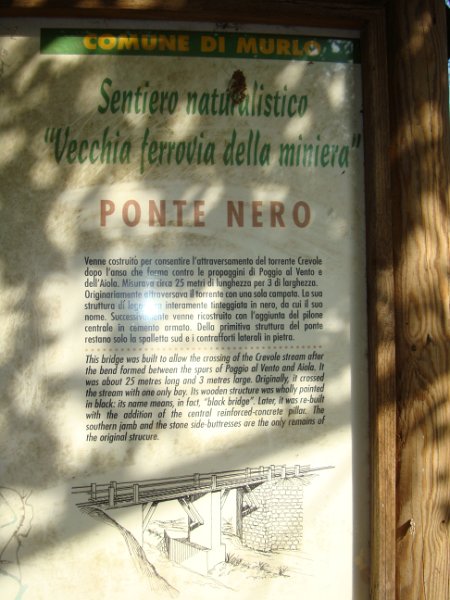 COMUNE DI MURLO
Sentiero naturalistico
"Vecchia ferrovia della miniera"
PONTE NERO
Venne costruito per consentire l'attraversamento del torrente Crevole
dopo l'ansa che forma contro le propaggini di Poggio al Vento e
dell'Aiola. Misurava circa 25 metri di lunghezza per 3 di larghezza.
Originariamente attraversava il torrente con una sola campata. La sua
struttura di legno era interamente tinteggiata in nero, da cui il suo
nome. Successivamente venne ricostruito con l'aggiunta del pilone
centrale in cemento armato. Della primitiva struttura del ponte
restano solo la spalletta sud e i contrafforti laterali in pietra.
This bridge was built to allow the crossing of the Crevole stream after
the bend formed between the spurs of Poggio al Vento and Aiola. It
was about 25 metres long and 3 metres large. Originally, it crossed
the stream with one only bay. Its wooden structure was wholly painted
in black: its name means, in fact, "black bridge". Later, it was re-built
with the addition of the central reinforced-concrete pillar. The
southern jamb and the stone side-buttresses are the only remains of
the original strucure.